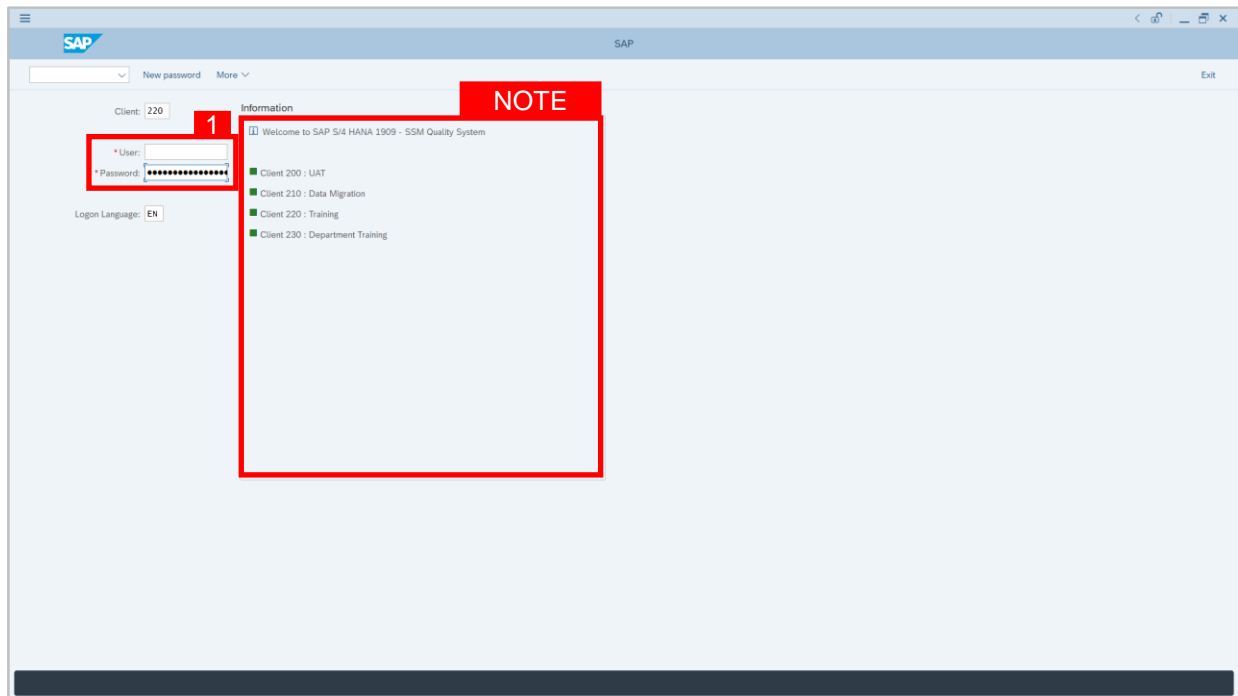 SAP
SAP
New password More Exit
NOTE
Client: 220
Information
1
Welcome to SAP S/4 HANA 1909 - SSM Quality System
*User:
*Password: ••••••••••••••••
Client 200 : UAT
Client 210 : Data Migration
Logon Language: EN
Client 220 : Training
Client 230 : Department Training